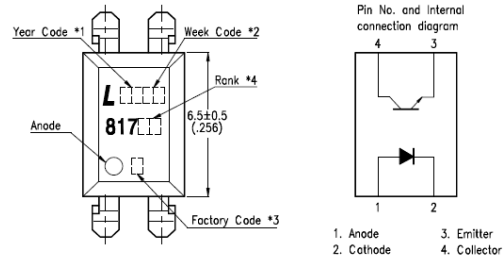 Year Code *1
Week Code *2
L
Rank *4
817
6.5±0.5
(.256)
Anode
Factory Code *3
Pin No. and Internal
connection diagram
4 3
1 2
1. Anode 3. Emitter
2. Cathode 4. Collector